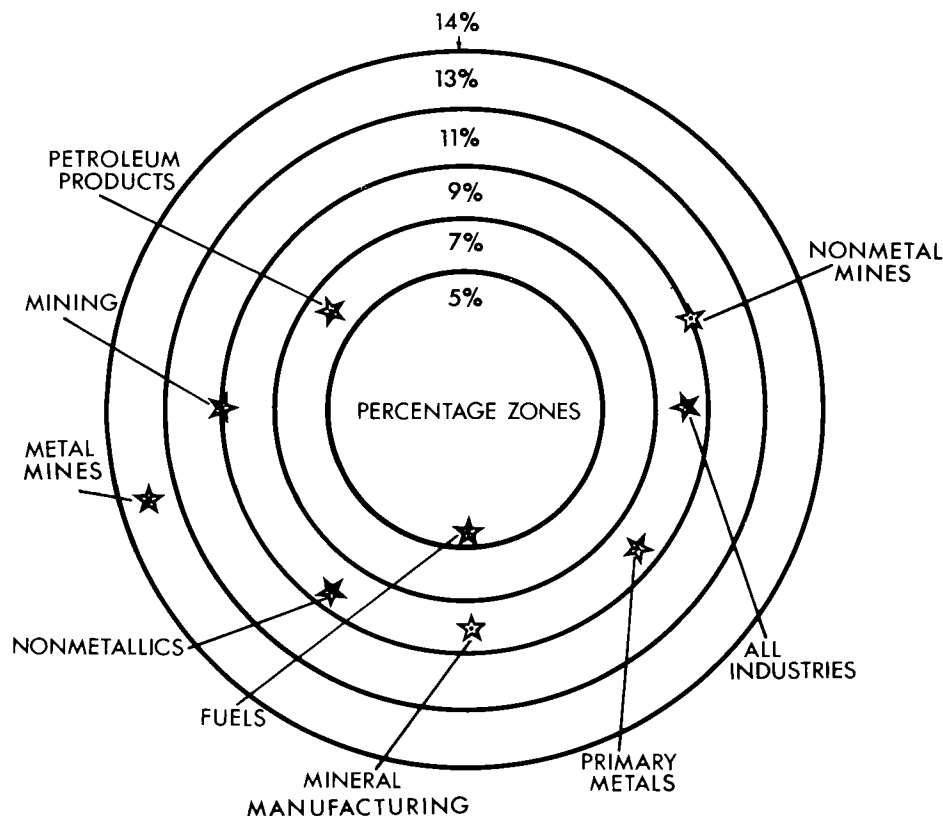 14%
13%
11%
9%
7%
5%
PETROLEUM
PRODUCTS
NONMETAL
MINES
MINING
PERCENTAGE ZONES
METAL
MINES
NONMETALLICS
ALL
INDUSTRIES
FUELS
MINERAL
MANUFACTURING
PRIMARY
METALS